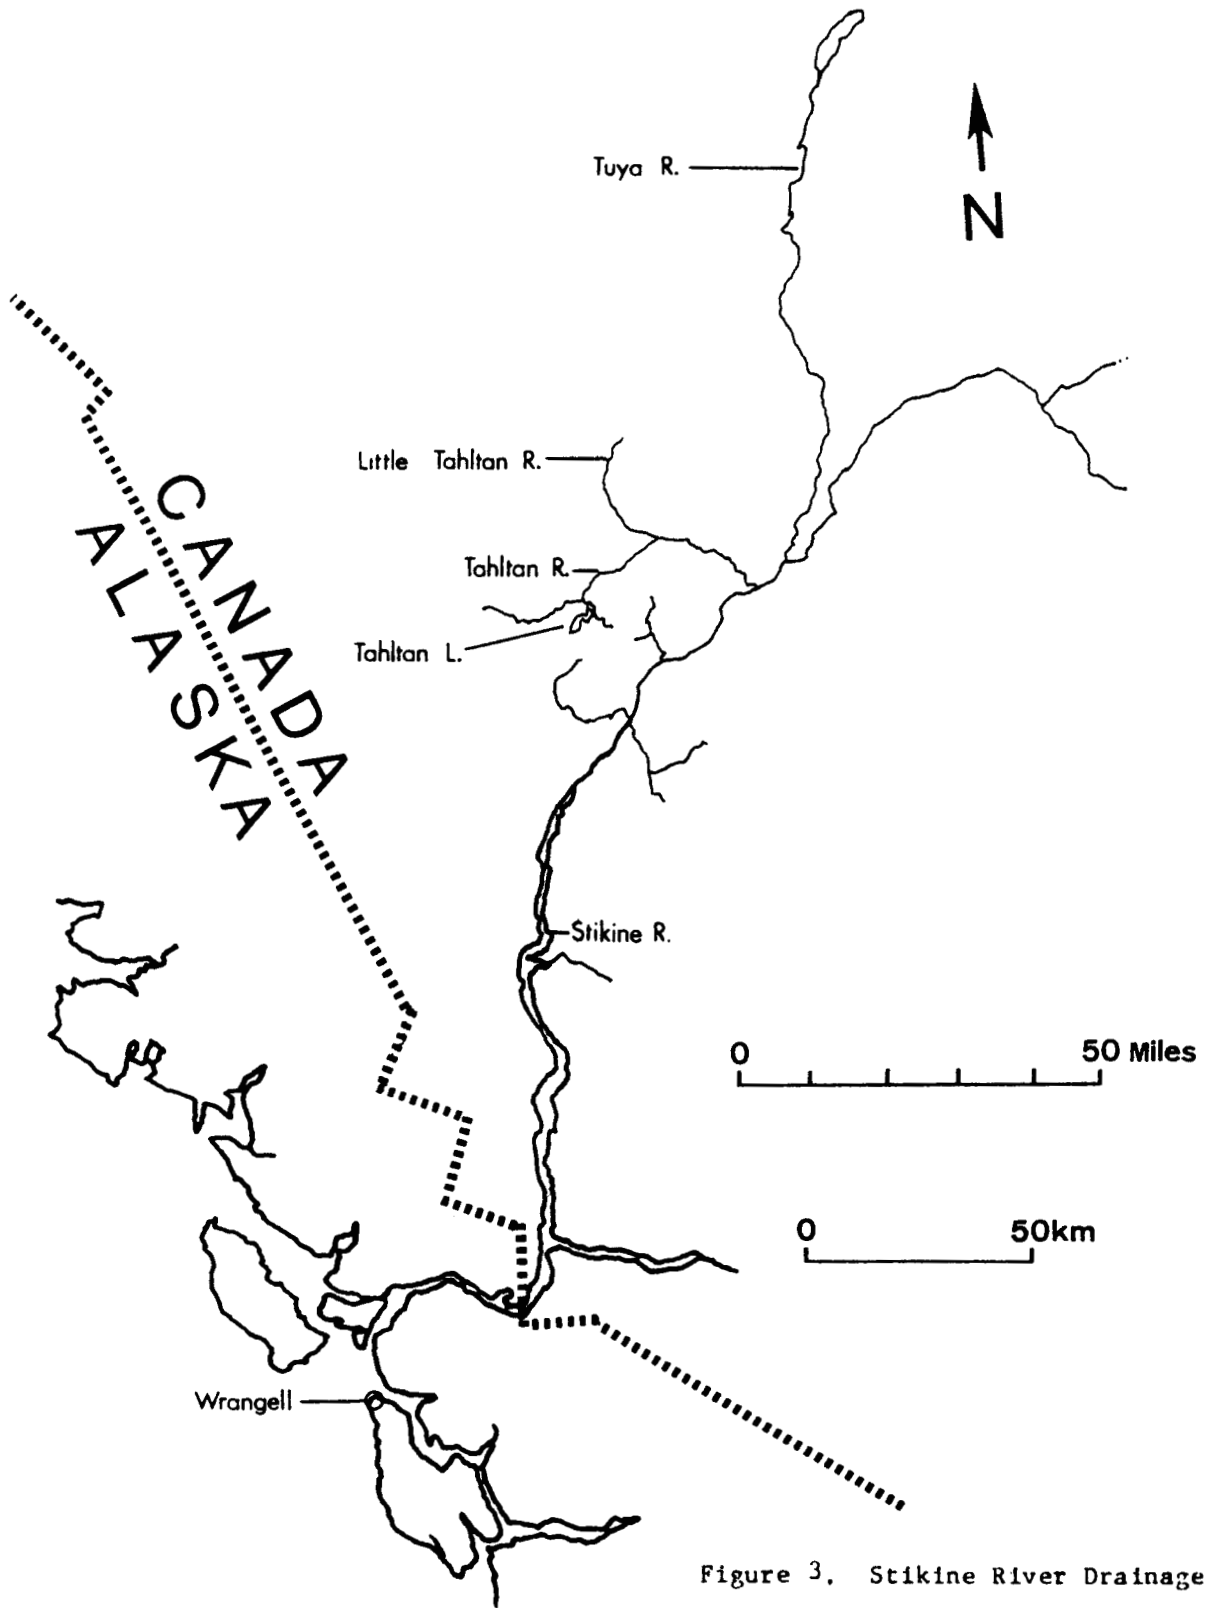 Tuya R.
N
Little Tahltan R.
CANADA
ALASKA
Tahltan R.
Tahltan L.
Stikine R.
0 50 Miles
0 50km
Wrangell
Figure 3. Stikine River Drainage